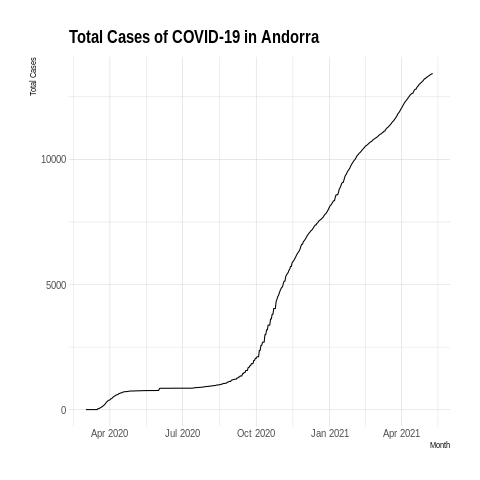 Total Cases of COVID-19 in Andorra
Total Cases
10000
5000
0
Apr 2020
Jul 2020
Oct 2020
Jan 2021
Apr 2021
Month